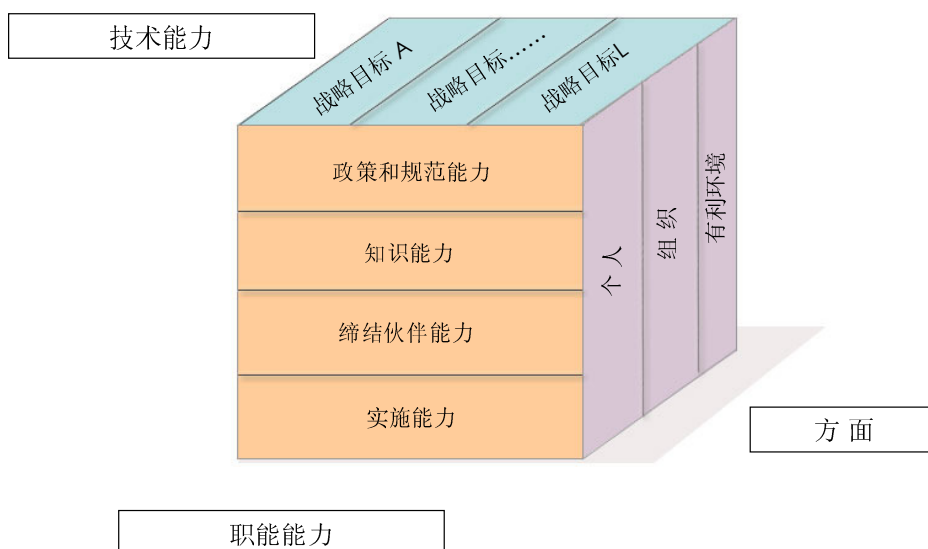 技术能力
战略目标 A
战略目标……
战略目标L
政策和规范能力
知识能力
缔结伙伴能力
实施能力
个 人
组 织
有利环境
方 面
职能能力